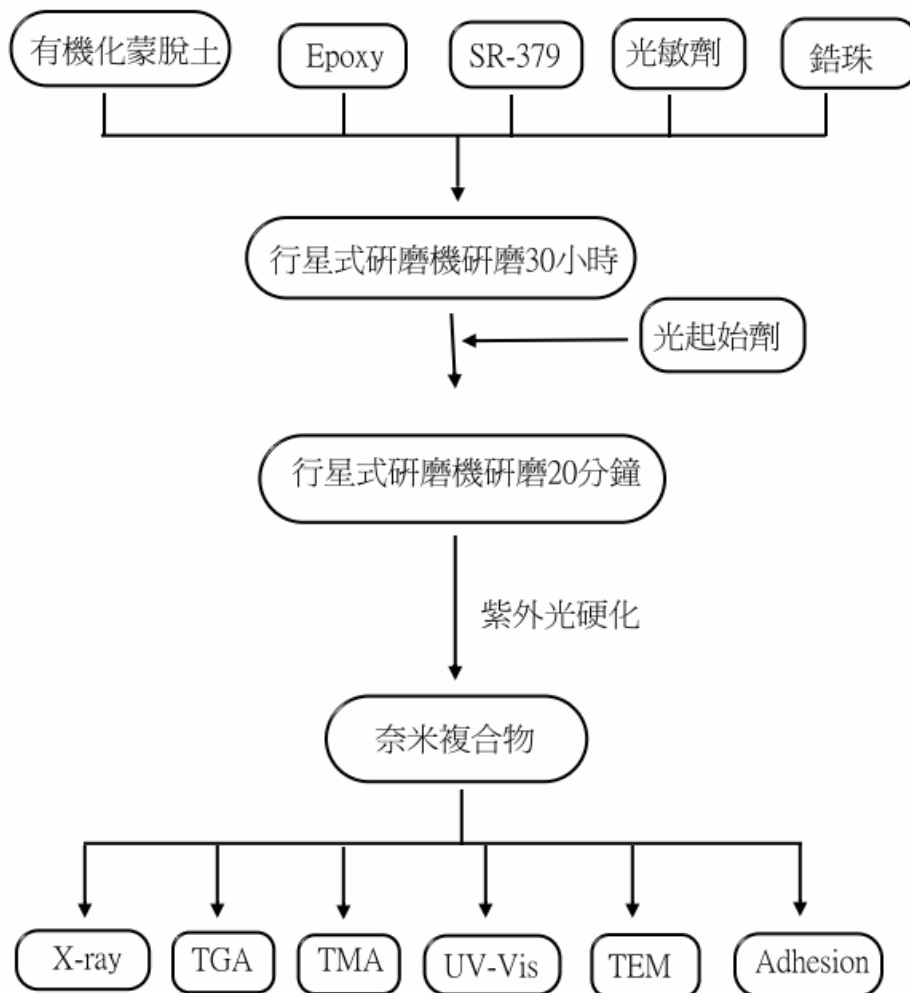 有機化蒙脫土
Epoxy
SR-379
光敏劑
鋯珠
行星式研磨機研磨30小時
光起始劑
行星式研磨機研磨20分鐘
紫外光硬化
奈米複合物
X-ray
TGA
TMA
UV-Vis
TEM
Adhesion